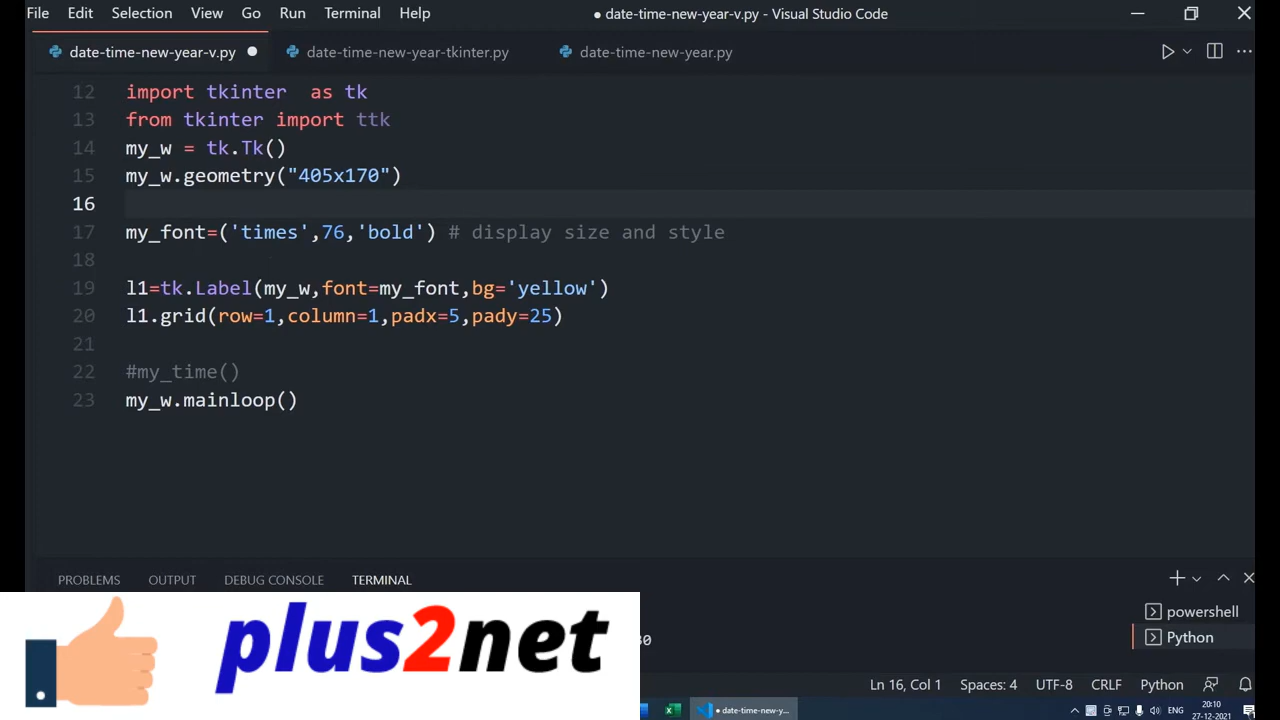 File Edit Selection View Go Run Terminal Help ● date-time-new-year-v.py - Visual Studio Code
date-time-new-year-v.py date-time-new-year-tkinter.py date-time-new-year.py
12 import tkinter  as tk
13 from tkinter import ttk
14 my_w = tk.Tk()
15 my_w.geometry("405x170")
16
17 my_font=('times',76,'bold') # display size and style
18
19 l1=tk.Label(my_w,font=my_font,bg='yellow')
20 l1.grid(row=1,column=1,padx=5,pady=25)
21
22 #my_time()
23 my_w.mainloop()
PROBLEMS OUTPUT DEBUG CONSOLE TERMINAL
powershell
Python
plus2net
Ln 16, Col 1 Spaces: 4 UTF-8 CRLF Python
● date-time-new-y... ENG 20:10
27-12-2021